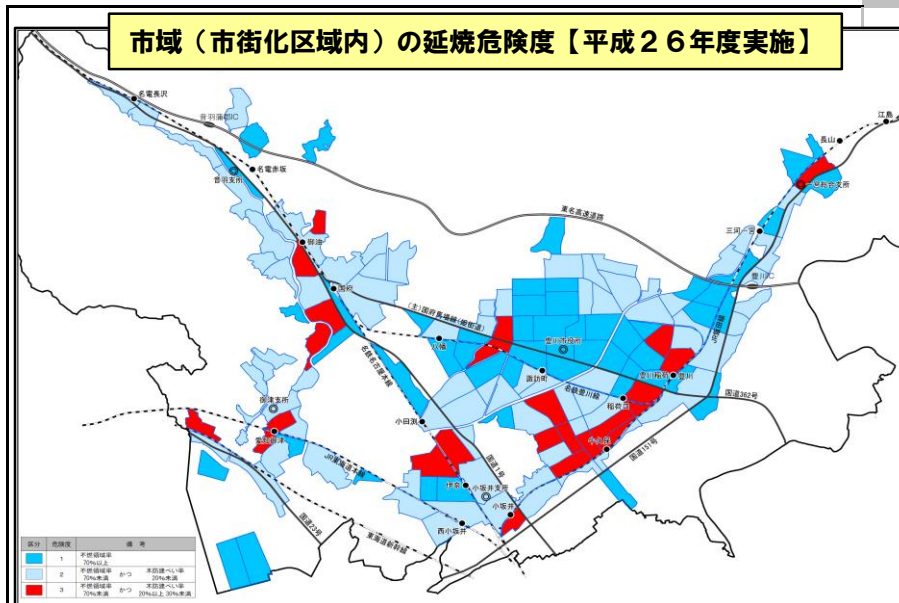 市域（市街化区域内）の延焼危険度【平成２６年度実施】
名電長沢
音羽蒲郡IC
江島
長山
音羽支所
名電赤坂
一宮総合支所
東名高速道路
三河一宮
御油
豊川IC
国府
(主)国府馬場線(姫街道)
八幡
豊川市役所
名鉄名古屋本線
諏訪町
豊川稲荷
豊川
名鉄豊川線
国道362号
稲荷口
御津支所
小田渕
愛知御津
牛久保
国道151号
JR東海道本線
国道1号
伊奈
小坂井支所
小坂井
西小坂井
国道23号
東海道新幹線
区分 危険度 備 考
1 不燃領域率
70%以上
2 不燃領域率 かつ 木防建ぺい率
70%未満 20%未満
3 不燃領域率 かつ 木防建ぺい率
70%未満 20%以上 30%未満